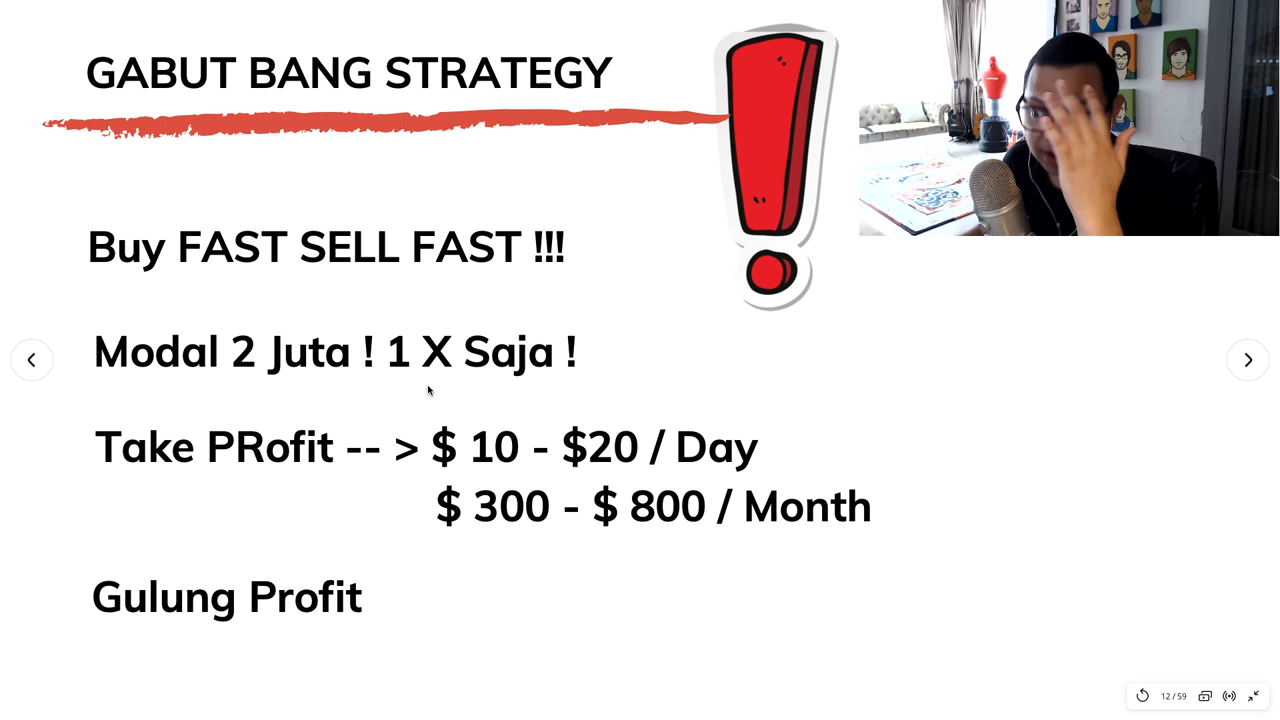 GABUT BANG STRATEGY
Buy FAST SELL FAST !!!
Modal 2 Juta ! 1 X Saja !
Take PRofit -- > $ 10 - $20 / Day
$ 300 - $ 800 / Month
Gulung Profit
12 / 59